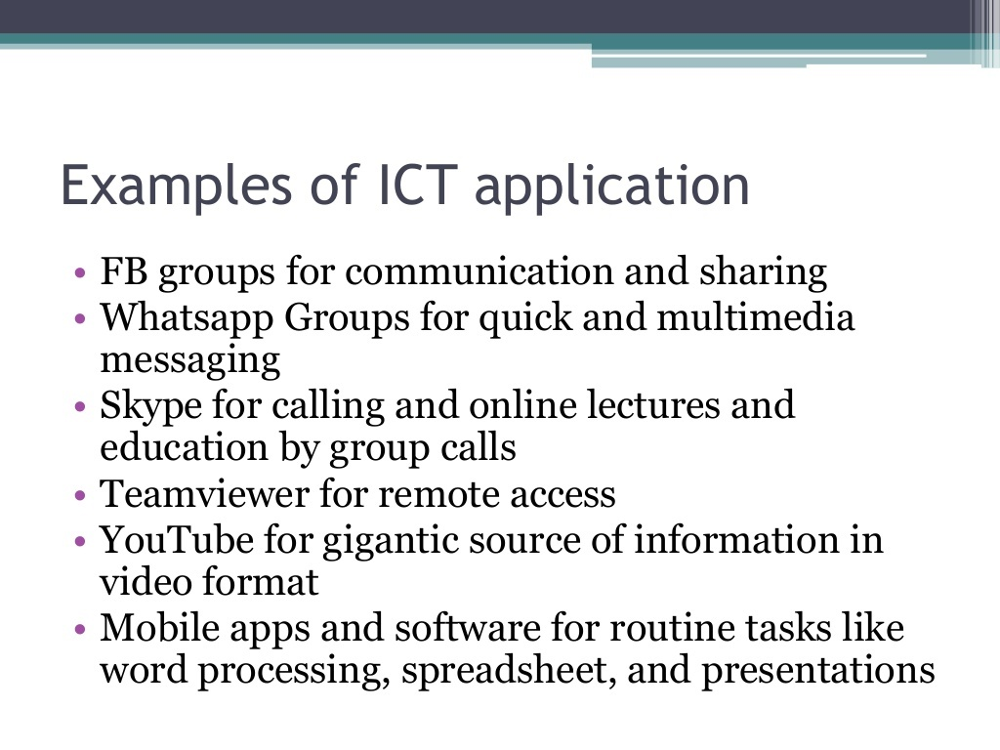 Examples of ICT application
• FB groups for communication and sharing
• Whatsapp Groups for quick and multimedia
messaging
• Skype for calling and online lectures and
education by group calls
• Teamviewer for remote access
• YouTube for gigantic source of information in
video format
• Mobile apps and software for routine tasks like
word processing, spreadsheet, and presentations